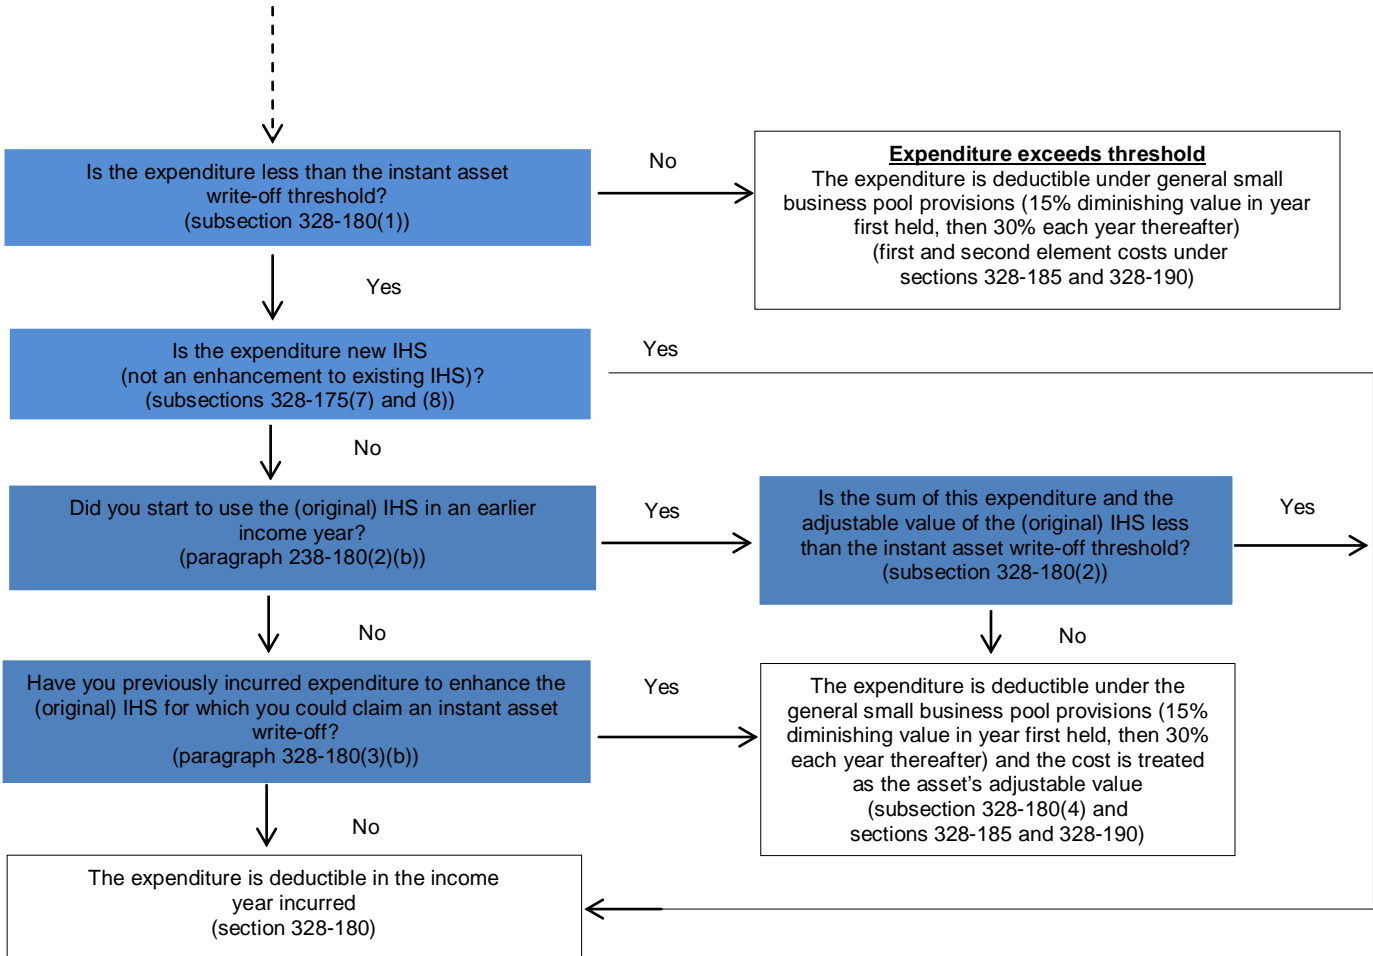 Is the expenditure less than the instant asset
write-off threshold?
(subsection 328-180(1))
No
Expenditure exceeds threshold
The expenditure is deductible under general small
business pool provisions (15% diminishing value in year
first held, then 30% each year thereafter)
(first and second element costs under
sections 328-185 and 328-190)
Yes
Is the expenditure new IHS
(not an enhancement to existing IHS)?
(subsections 328-175(7) and (8))
Yes
No
Did you start to use the (original) IHS in an earlier
income year?
(paragraph 238-180(2)(b))
Yes
Is the sum of this expenditure and the
adjustable value of the (original) IHS less
than the instant asset write-off threshold?
(subsection 328-180(2))
Yes
No
No
Have you previously incurred expenditure to enhance the
(original) IHS for which you could claim an instant asset
write-off?
(paragraph 328-180(3)(b))
Yes
The expenditure is deductible under the
general small business pool provisions (15%
diminishing value in year first held, then 30%
each year thereafter) and the cost is treated
as the asset's adjustable value
(subsection 328-180(4) and
sections 328-185 and 328-190)
No
The expenditure is deductible in the income
year incurred
(section 328-180)